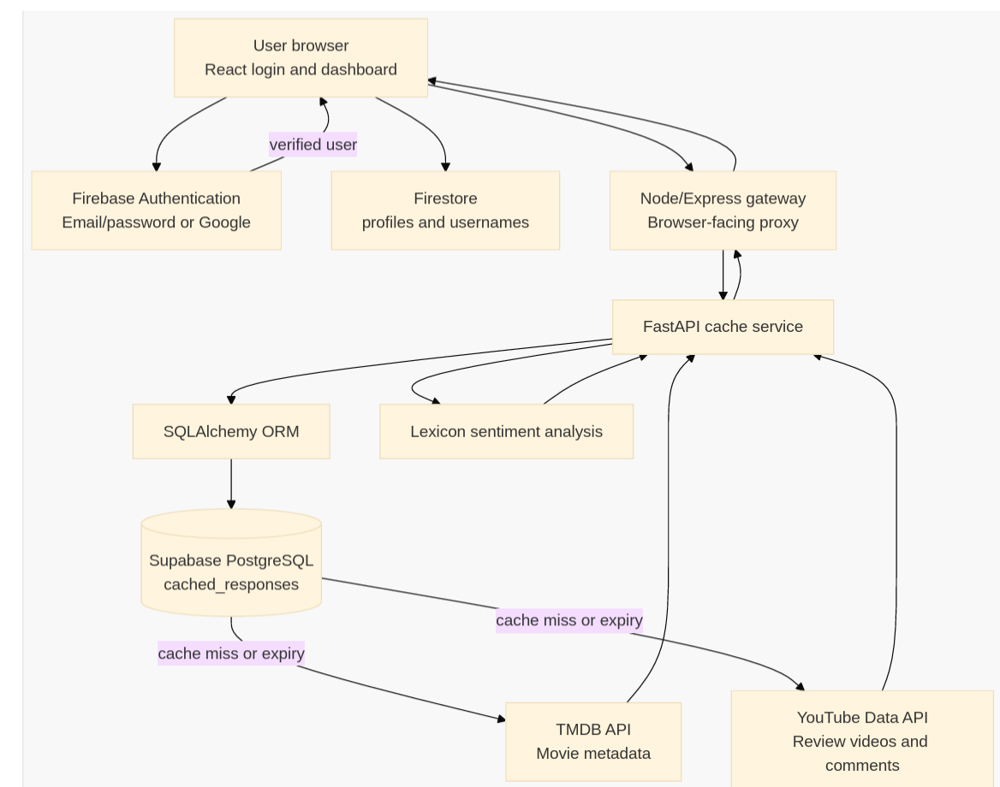 User browser
React login and dashboard
verified user
Firebase Authentication
Email/password or Google
Firestore
profiles and usernames
Node/Express gateway
Browser-facing proxy
FastAPI cache service
SQLAlchemy ORM
Lexicon sentiment analysis
Supabase PostgreSQL
cached_responses
cache miss or expiry
cache miss or expiry
TMDB API
Movie metadata
YouTube Data API
Review videos and
comments